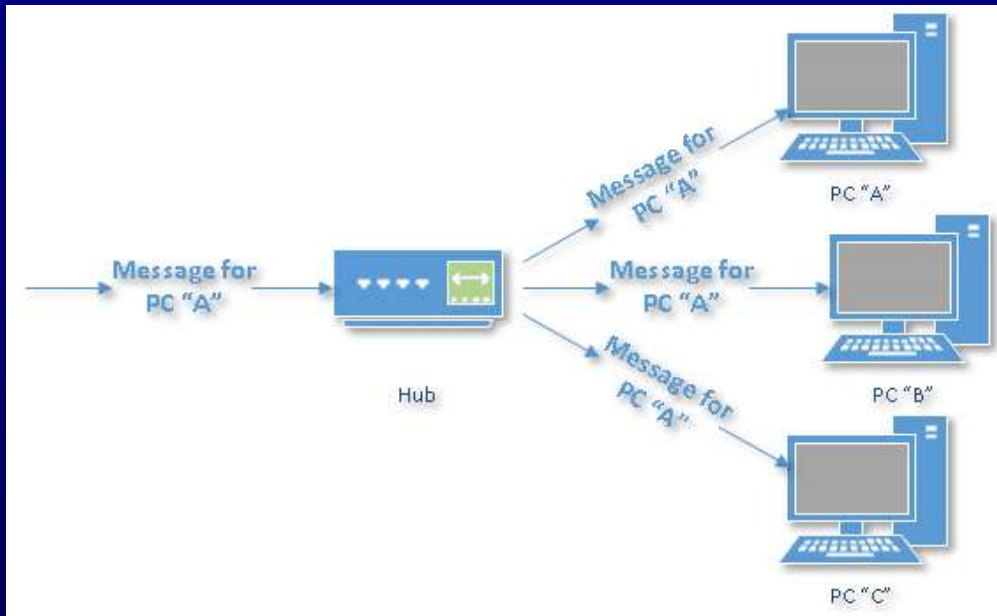 PC “A”
Message for
PC “A”
Message for
PC “A”
Hub
Message for
PC “A”
PC “B”
Message for
PC “A”
PC “C”